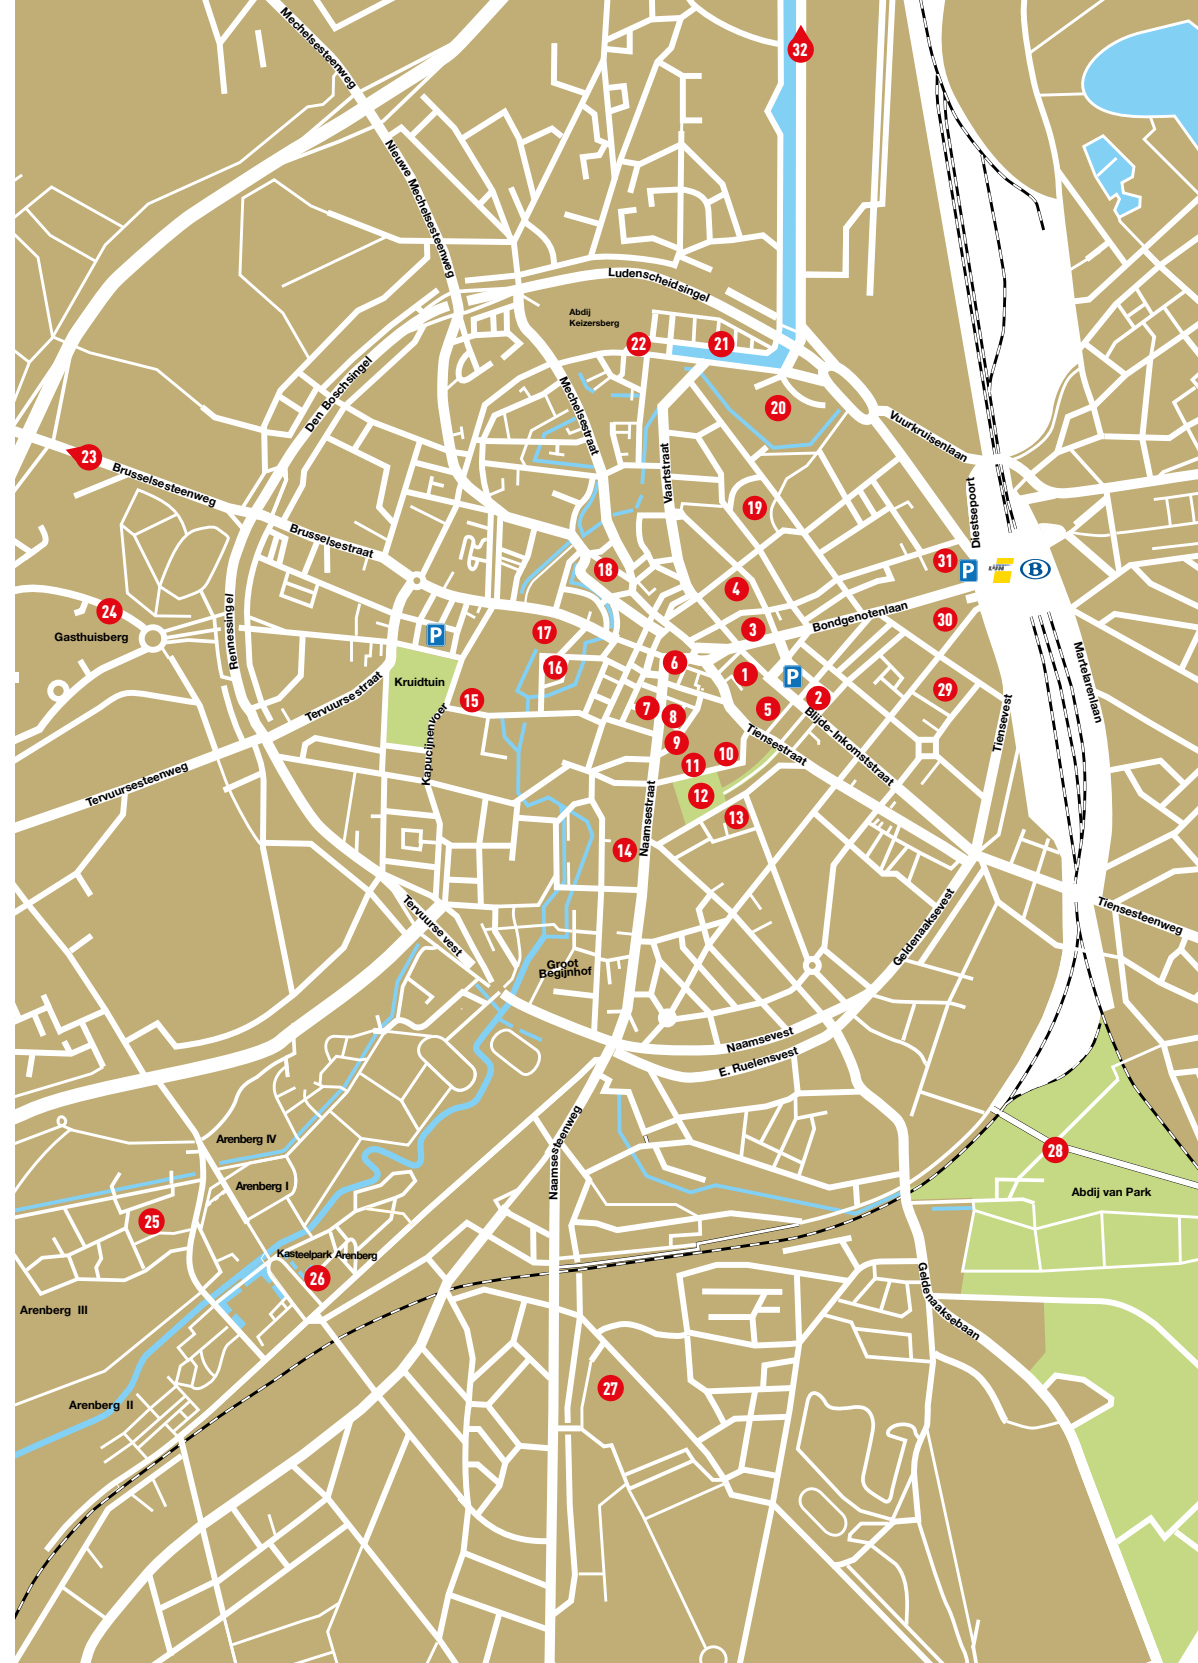 Mechelsesteenweg
32
Nieuwe Mechelsesteenweg
Ludenscheidsingel
Abdij
Keizersberg
22
21
Den Boschsingel
Mechelsestraat
20
Vuurkruisenlaan
23
Brusselsesteenweg
Vaartstraat
Diestsepoort
19
Brusselsestraat
18
31
P
B
4
24
Gasthuisberg
Rennessingel
P
17
3
Bondgenotenlaan
30
Martelarenlaan
16
6
1
P
Kruidtuin
Tervuursestraat
15
Kapucijnenvoer
7
8
5
2
29
Blijde-Inkomststraat
Tiensevest
9
Tiensestraat
10
11
Tervuursesteenweg
12
13
Naamsestraat
14
Tervuurse vest
Geldenaaksevest
Tiensesteenweg
Groot
Begijnhof
Naamsevest
E. Ruelensvest
Naamsesteenweg
Arenberg IV
28
Arenberg I
Abdij van Park
25
Kasteelpark Arenberg
26
Arenberg III
Geldenaaksebaan
27
Arenberg II